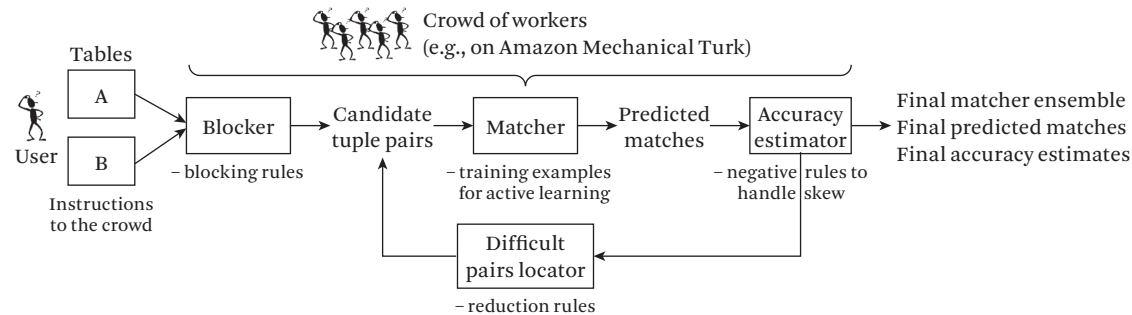 Crowd of workers
(e.g., on Amazon Mechanical Turk)
Tables
A
B
User
Instructions
to the crowd
Blocker
– blocking rules
Candidate
tuple pairs
Matcher
– training examples
for active learning
Predicted
matches
Accuracy
estimator
– negative rules to
handle skew
Final matcher ensemble
Final predicted matches
Final accuracy estimates
Difficult
pairs locator
– reduction rules